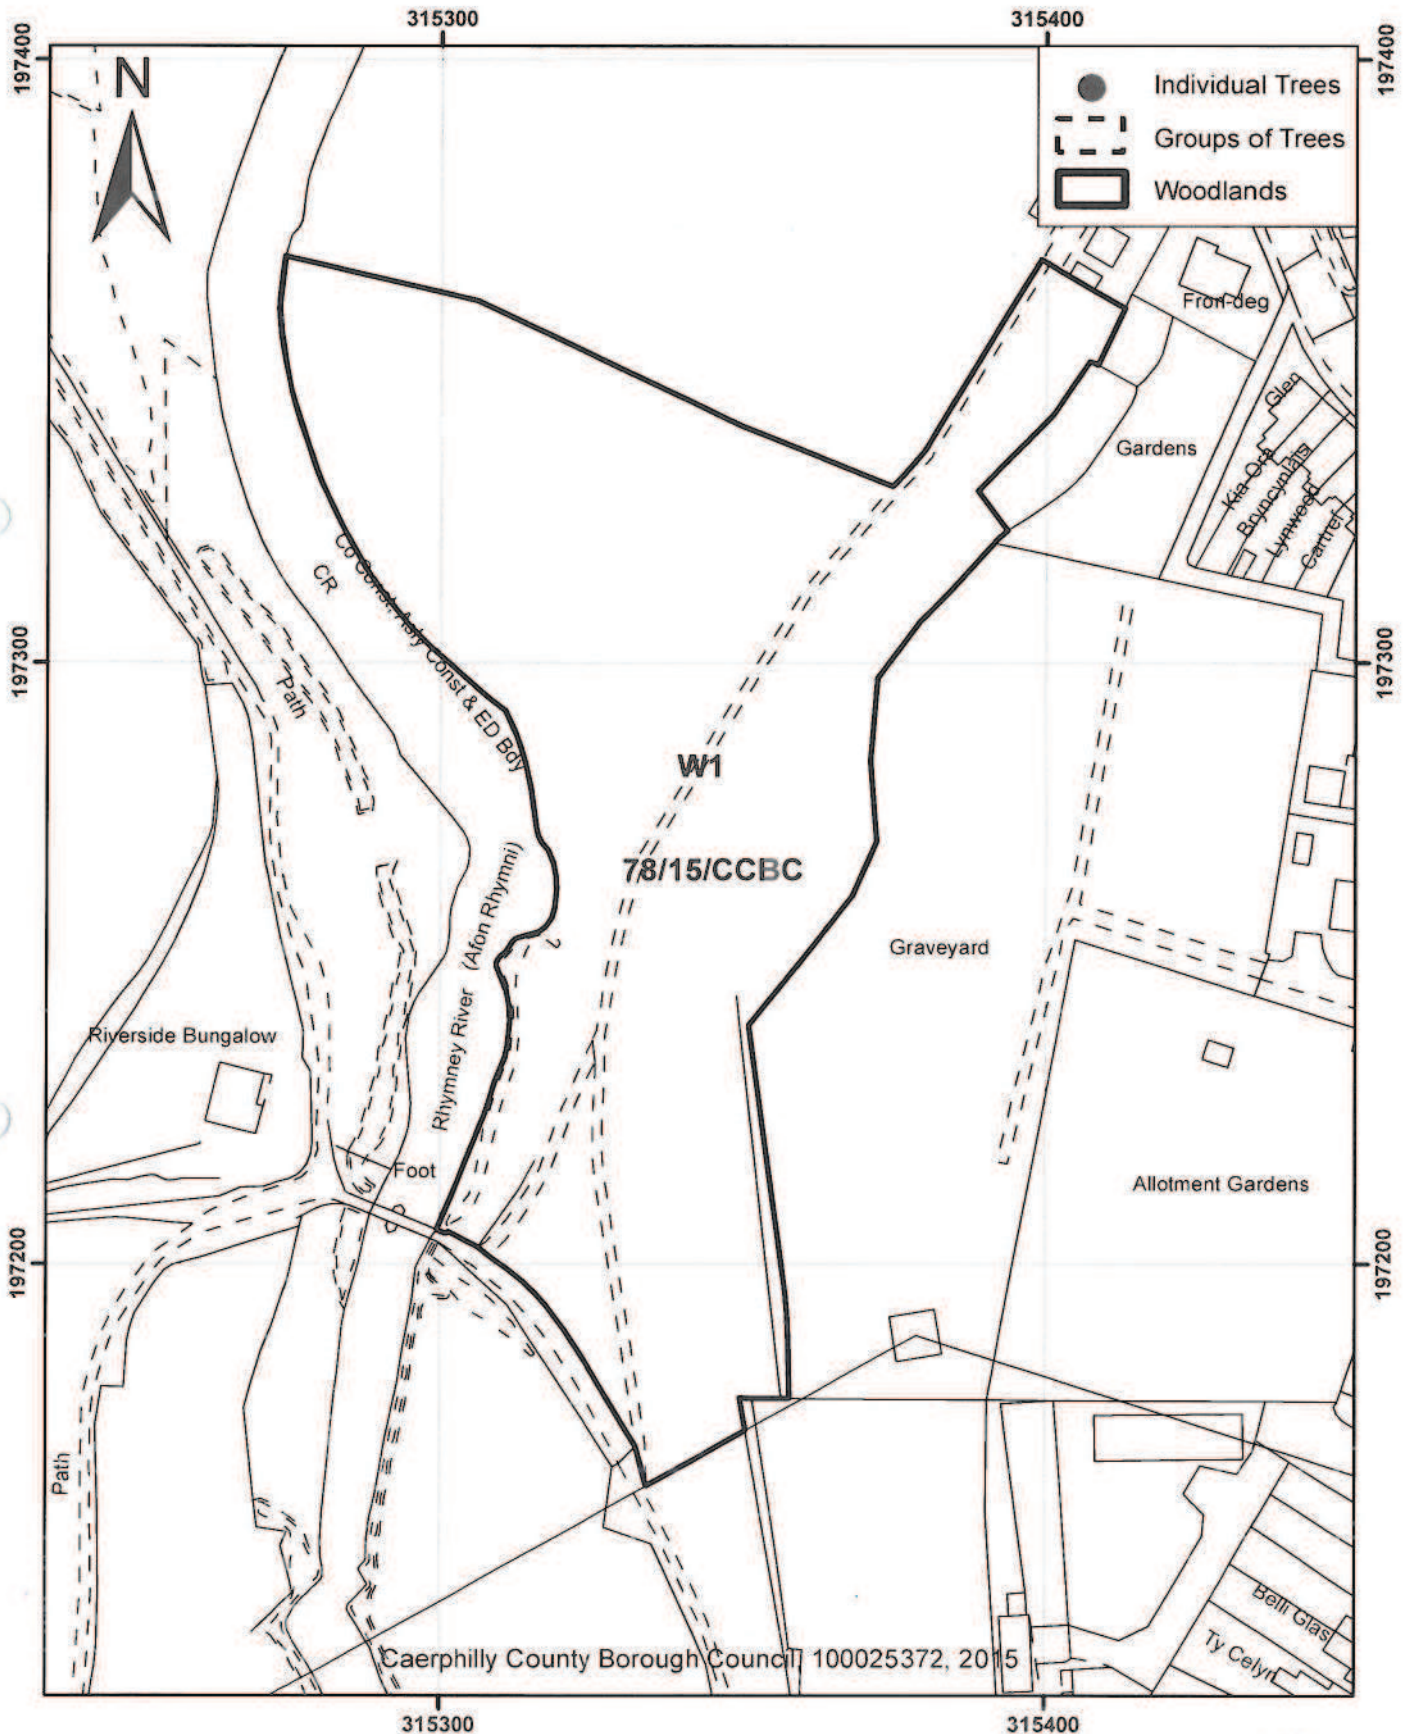 315300
315400
197400
197400
N
Individual Trees
Groups of Trees
Woodlands
Fron-deg
Glen
Gardens
Kia-Ora
Bryncynlais
Lynwood
Cartref
Co Const, Asly Const & ED Bdy
CR
197300
197300
Path
W1
78/15/CCBC
Rhymney River (Afon Rhymni)
Graveyard
Riverside Bungalow
Foot
Allotment Gardens
197200
197200
Path
Belli Glas
Ty Celyn
Caerphilly County Borough Council, 100025372, 2015
315300
315400